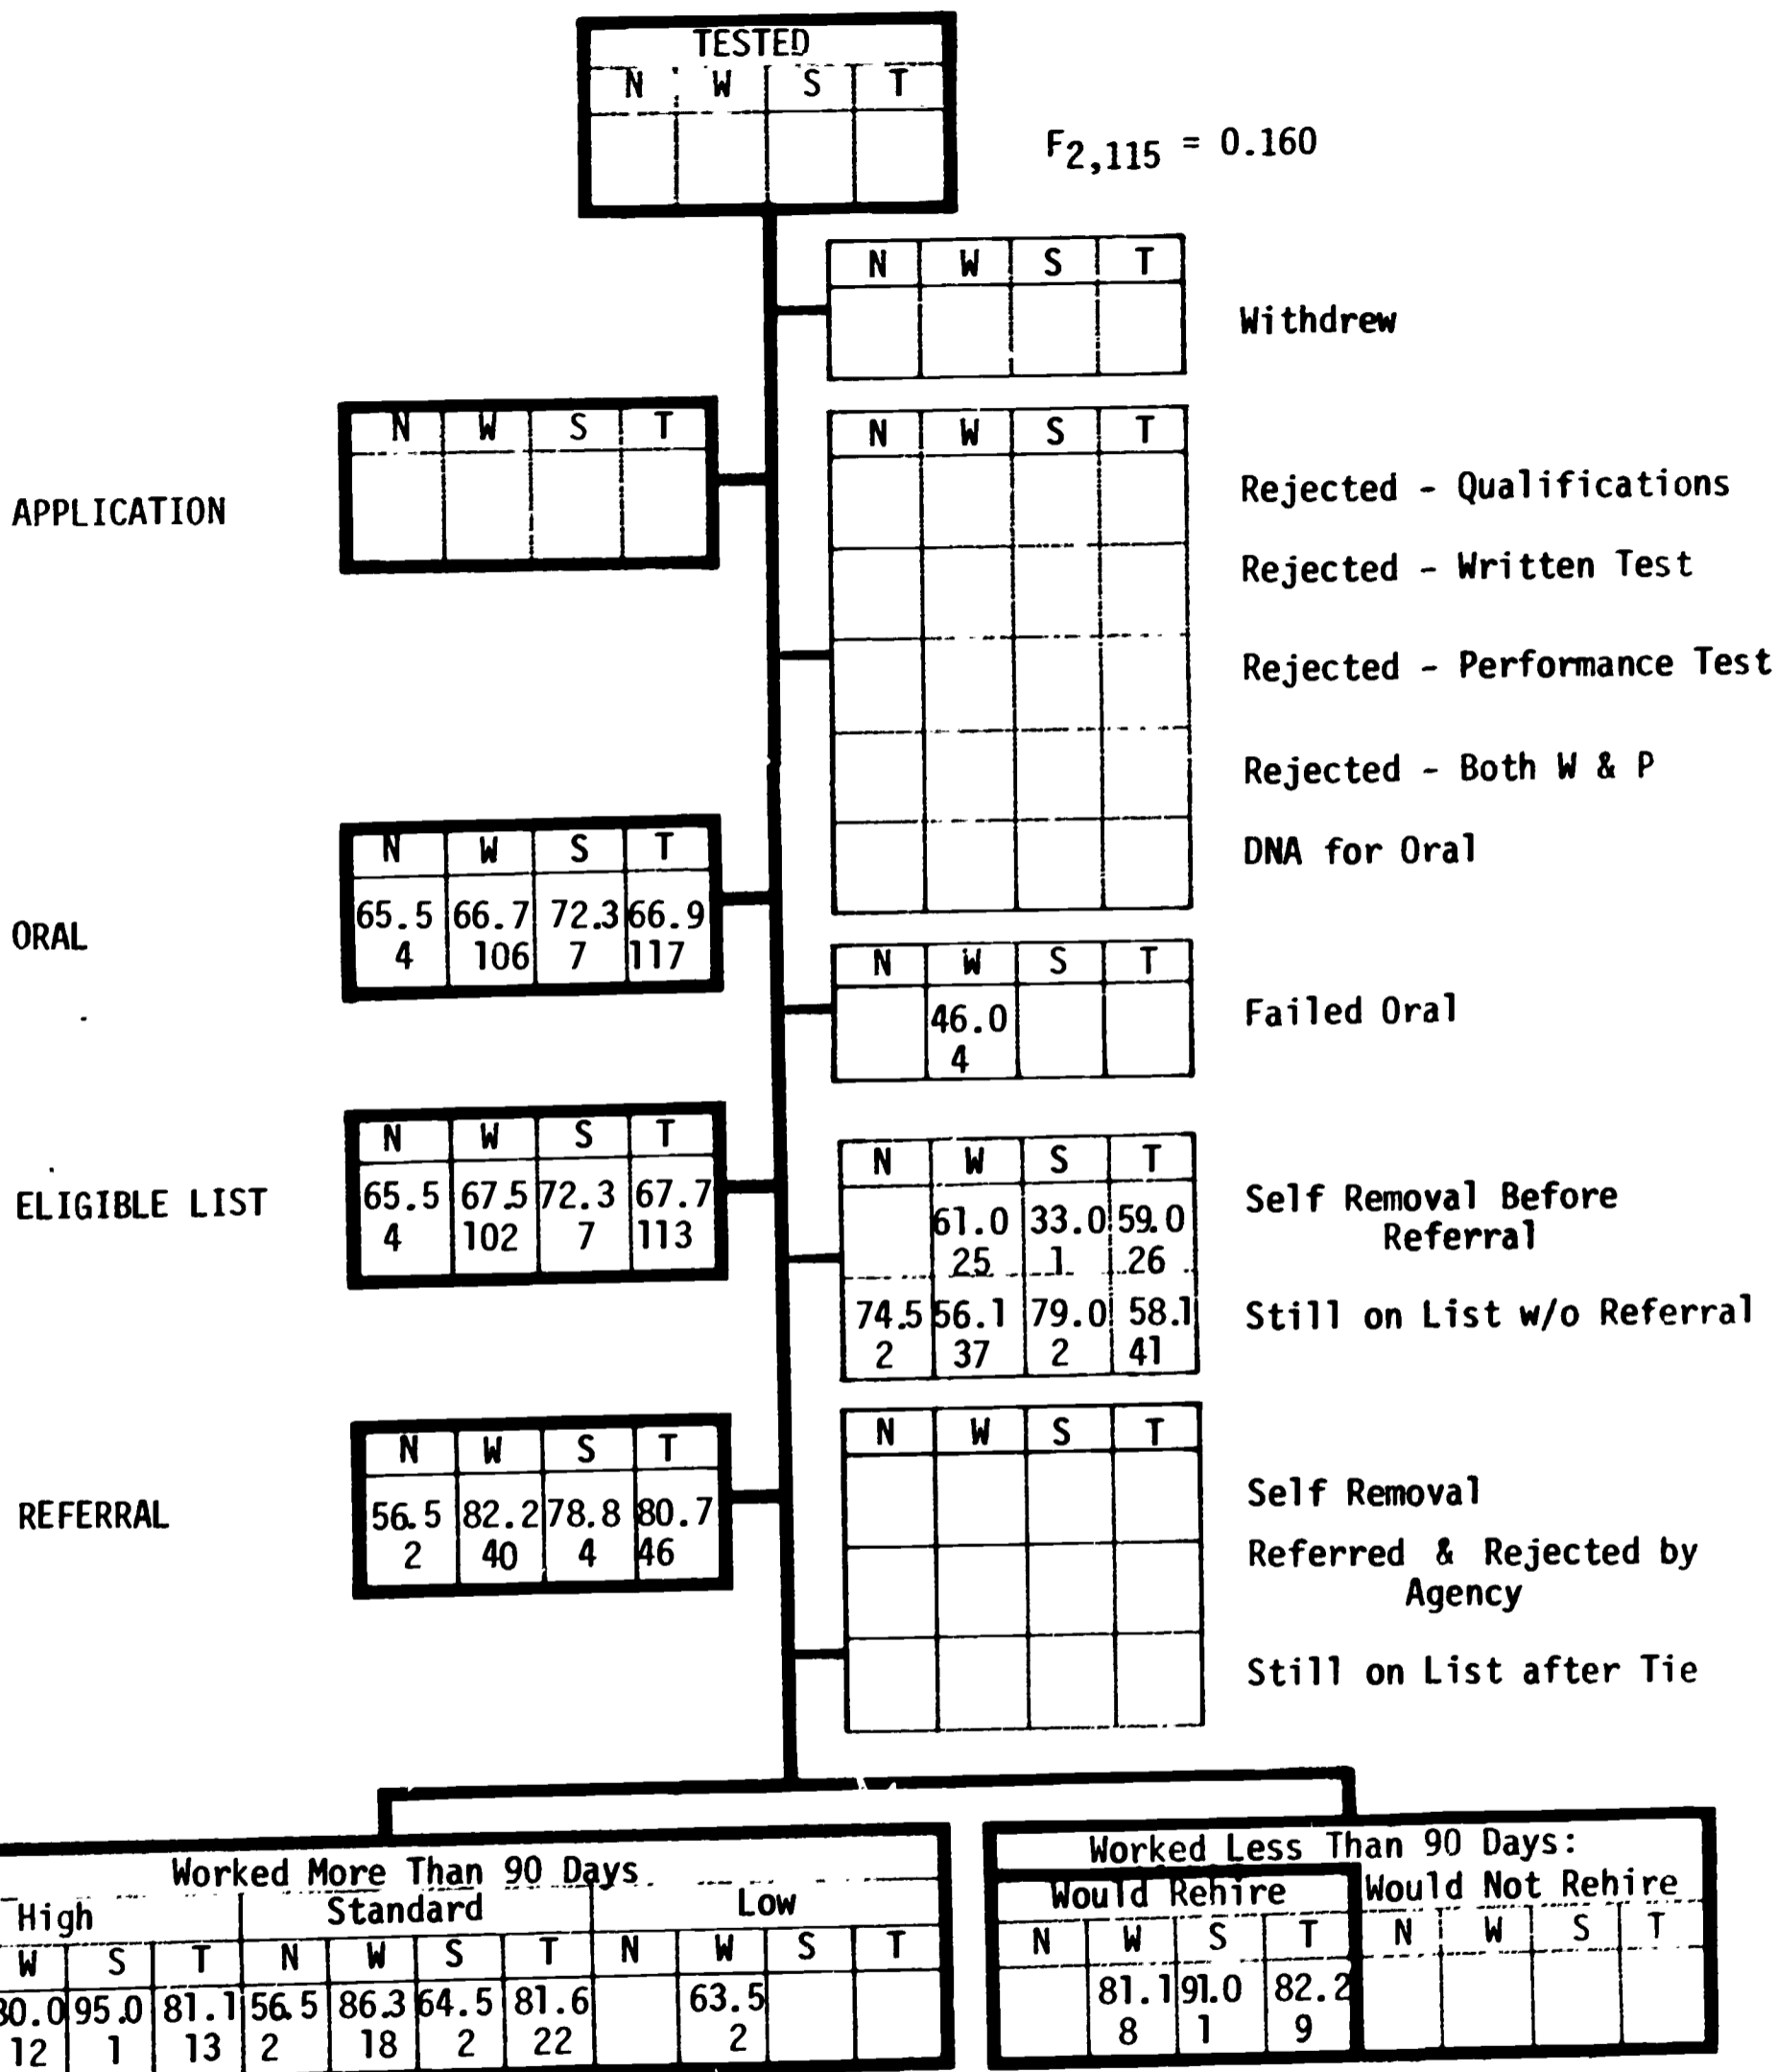 TESTED
N W S T
F2,115 = 0.160
N W S T
Withdrew
APPLICATION
N W S T
N W S T
Rejected - Qualifications
Rejected - Written Test
Rejected - Performance Test
Rejected - Both W & P
DNA for Oral
ORAL
N W S T
65.5 66.7 72.3 66.9
4 106 7 117
N W S T
46.0
4
Failed Oral
ELIGIBLE LIST
N W S T
65.5 67.5 72.3 67.7
4 102 7 113
N W S T
61.0 33.0 59.0
25 1 26
Self Removal Before
Referral
74.5 56.1 79.0 58.1
2 37 2 41
Still on List w/o Referral
REFERRAL
N W S T
56.5 82.2 78.8 80.7
2 40 4 46
N W S T
Self Removal
Referred & Rejected by
Agency
Still on List after Tie
Worked More Than 90 Days
High Standard Low
W S T N W S T N W S T
95.0 81.1 56.5 86.3 64.5 81.6 63.5
12 1 13 2 18 2 22 2
Worked Less Than 90 Days:
Would Rehire Would Not Rehire
N W S T N W S T
81.1 91.0 82.2
8 1 9